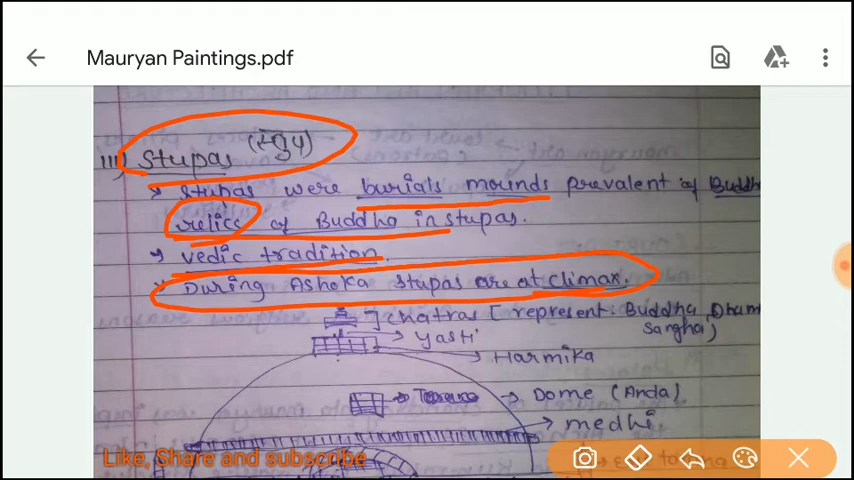 Mauryan Paintings.pdf
III) Stupas (स्तूप)
Stupas were burials mounds prevalent of Buddh
relics of Buddha in stupas.
vedic tradition.
During Ashoka stupas are at climax.
chatras [ represent: Buddha, Dham
Sangha,
Yasti
Harmika
Dome (Anda)
medhi
Like, Share and subscribe